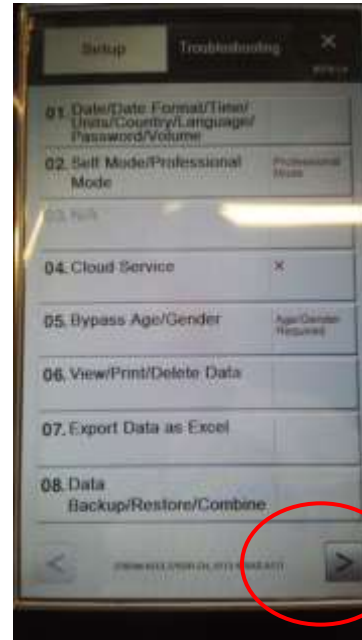 Setup
Troubleshooting
×
01. Date/Date Format/Time/
Units/Country/Language/
Password/Volume
02. Self Mode/Professional
Mode
Professional
Mode
03. N/A
04. Cloud Service
×
05. Bypass Age/Gender
Age/Gender
Required
06. View/Print/Delete Data
07. Export Data as Excel
08. Data
Backup/Restore/Combine
<
>